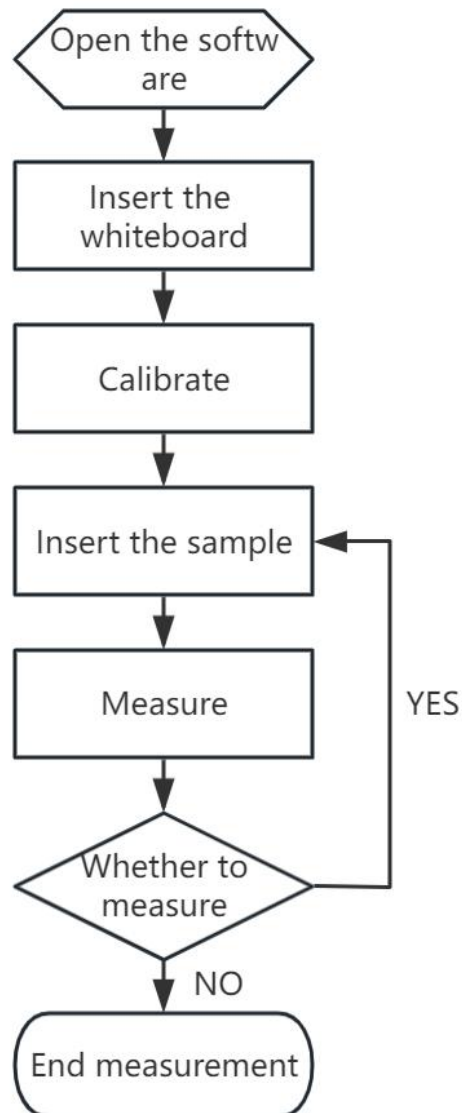 Open the softw
are
Insert the
whiteboard
Calibrate
Insert the sample
Measure
YES
Whether to
measure
NO
End measurement